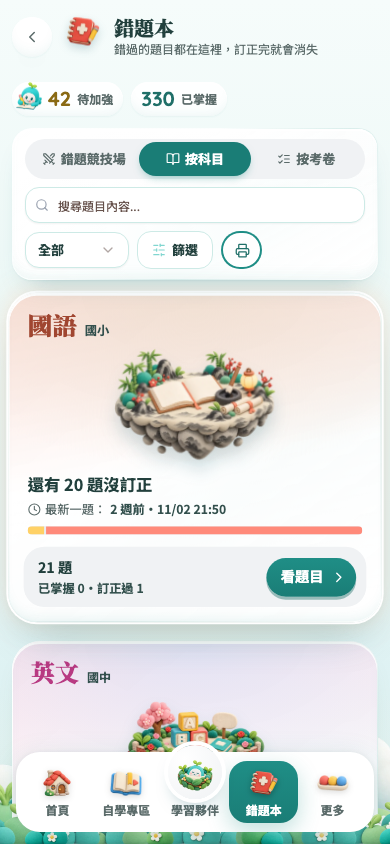 錯題本
錯過的題目都在這裡，訂正完就會消失
42 待加強
330 已掌握
錯題競技場 按科目 按考卷
搜尋題目內容...
全部 篩選
國語 國小
還有 20 題沒訂正
最新一題： 2 週前・11/02 21:50
21 題
已掌握 0・訂正過 1
看題目
英文 國中
首頁 自學專區 學習夥伴 錯題本 更多